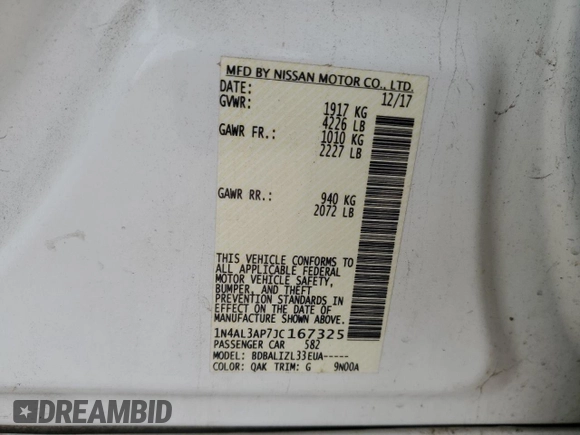 MFD BY NISSAN MOTOR CO., LTD.
DATE: 12/17
GVWR: 1917 KG
4226 LB
GAWR FR.: 1010 KG
2227 LB
GAWR RR.: 940 KG
2072 LB
THIS VEHICLE CONFORMS TO
ALL APPLICABLE FEDERAL
MOTOR VEHICLE SAFETY,
BUMPER, AND THEFT
PREVENTION STANDARDS IN
EFFECT ON THE DATE OF
MANUFACTURE SHOWN ABOVE.
1N4AL3AP7JC167325
PASSENGER CAR 582
MODEL: BDBALIZL33EUA-----
COLOR: QAK TRIM: G 9N00A
DREAMBID